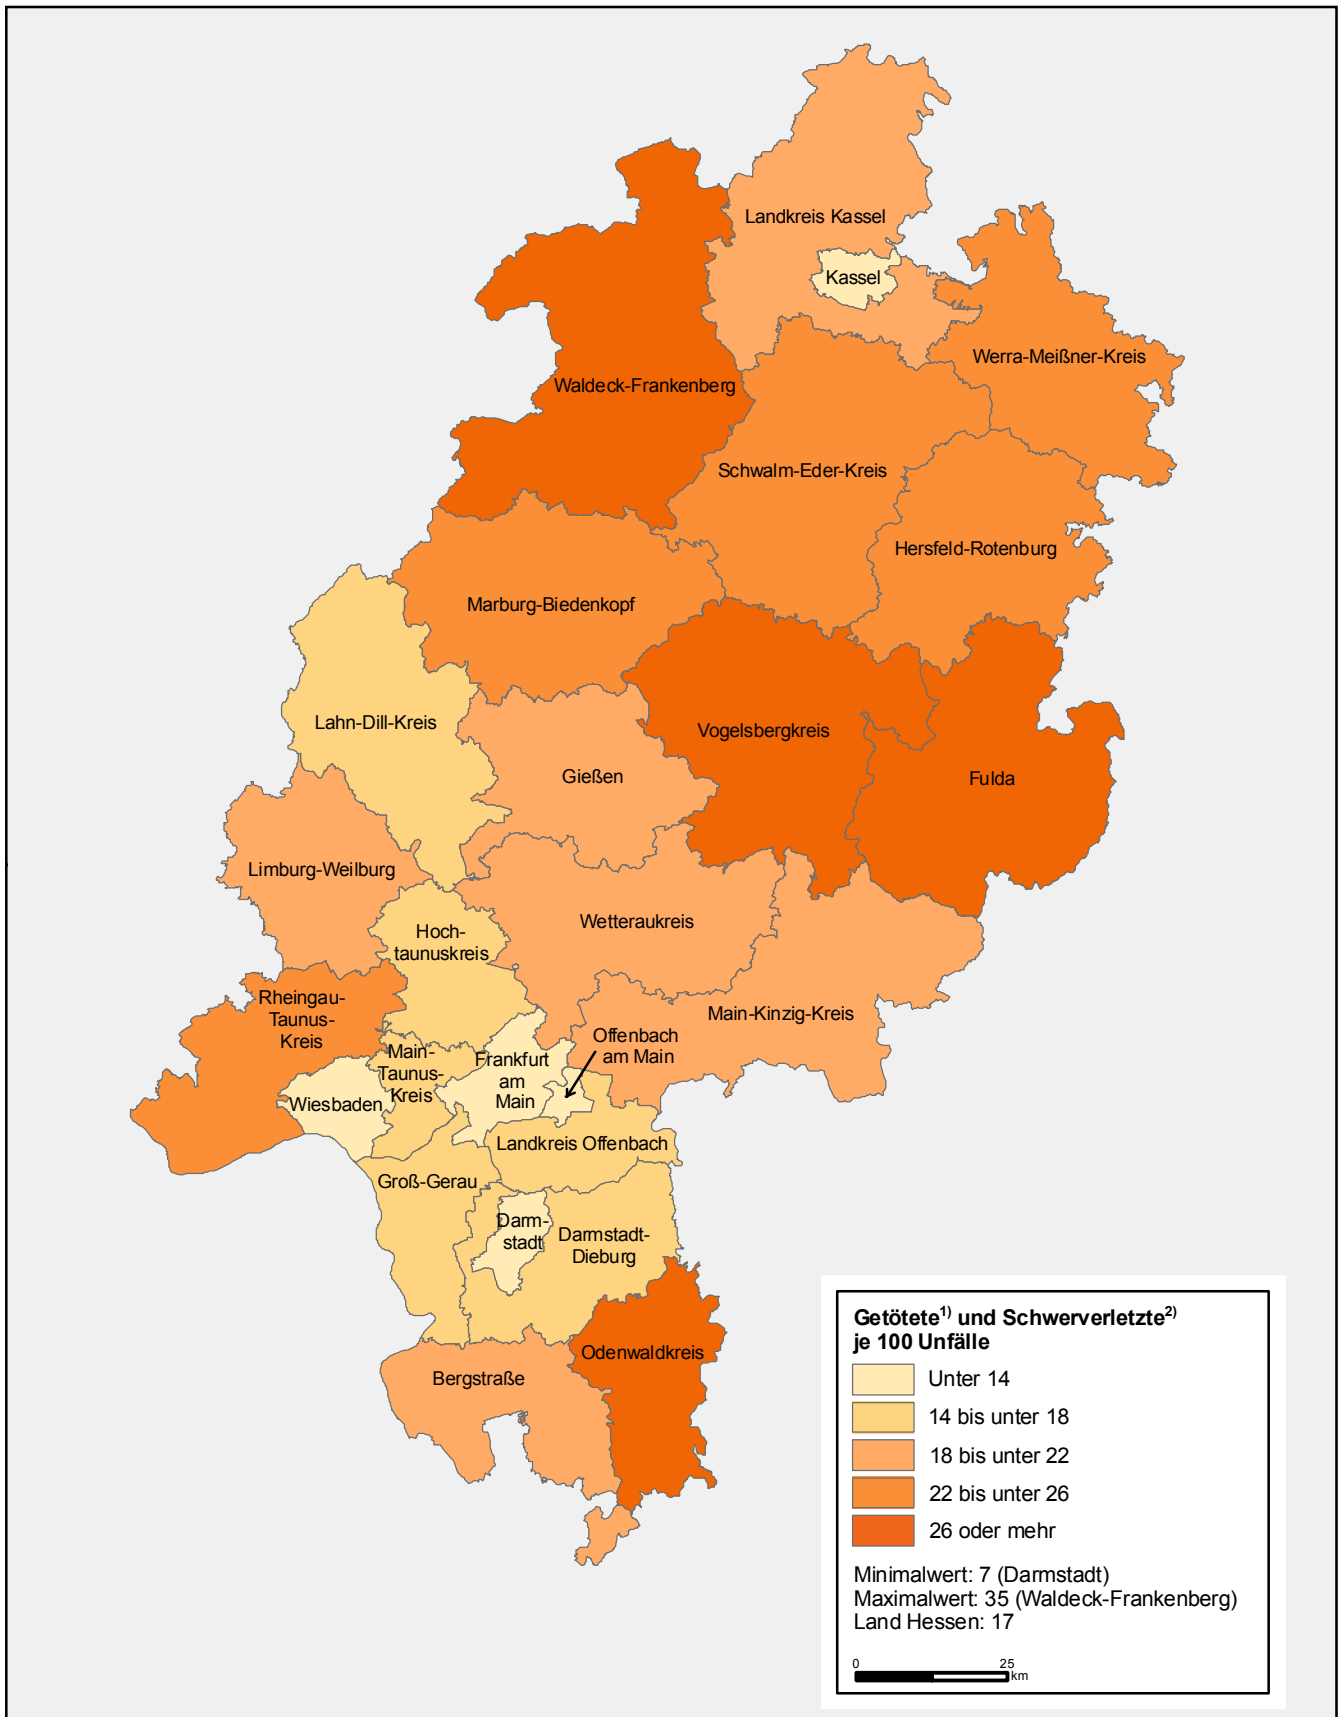 Landkreis Kassel
Kassel
Werra-Meißner-Kreis
Waldeck-Frankenberg
Schwalm-Eder-Kreis
Hersfeld-Rotenburg
Marburg-Biedenkopf
Lahn-Dill-Kreis
Vogelsbergkreis
Gießen
Fulda
Limburg-Weilburg
Wetteraukreis
Hoch-
taunuskreis
Rheingau-
Taunus-
Kreis
Main-Kinzig-Kreis
Offenbach
am Main
Main-
Taunus-
Kreis
Frankfurt
am
Main
Wiesbaden
Landkreis Offenbach
Groß-Gerau
Darm-
stadt
Darmstadt-
Dieburg
Odenwaldkreis
Bergstraße
Getötete1) und Schwerverletzte2)
je 100 Unfälle
Unter 14
14 bis unter 18
18 bis unter 22
22 bis unter 26
26 oder mehr
Minimalwert: 7 (Darmstadt)
Maximalwert: 35 (Waldeck-Frankenberg)
Land Hessen: 17
0 25
km